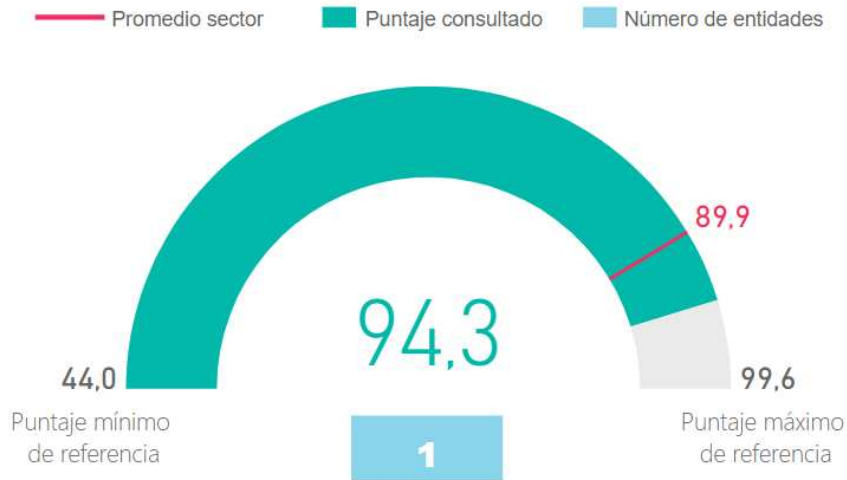 Promedio sector
Puntaje consultado
Número de entidades
89,9
94,3
44,0
99,6
Puntaje mínimo
de referencia
Puntaje máximo
de referencia
1